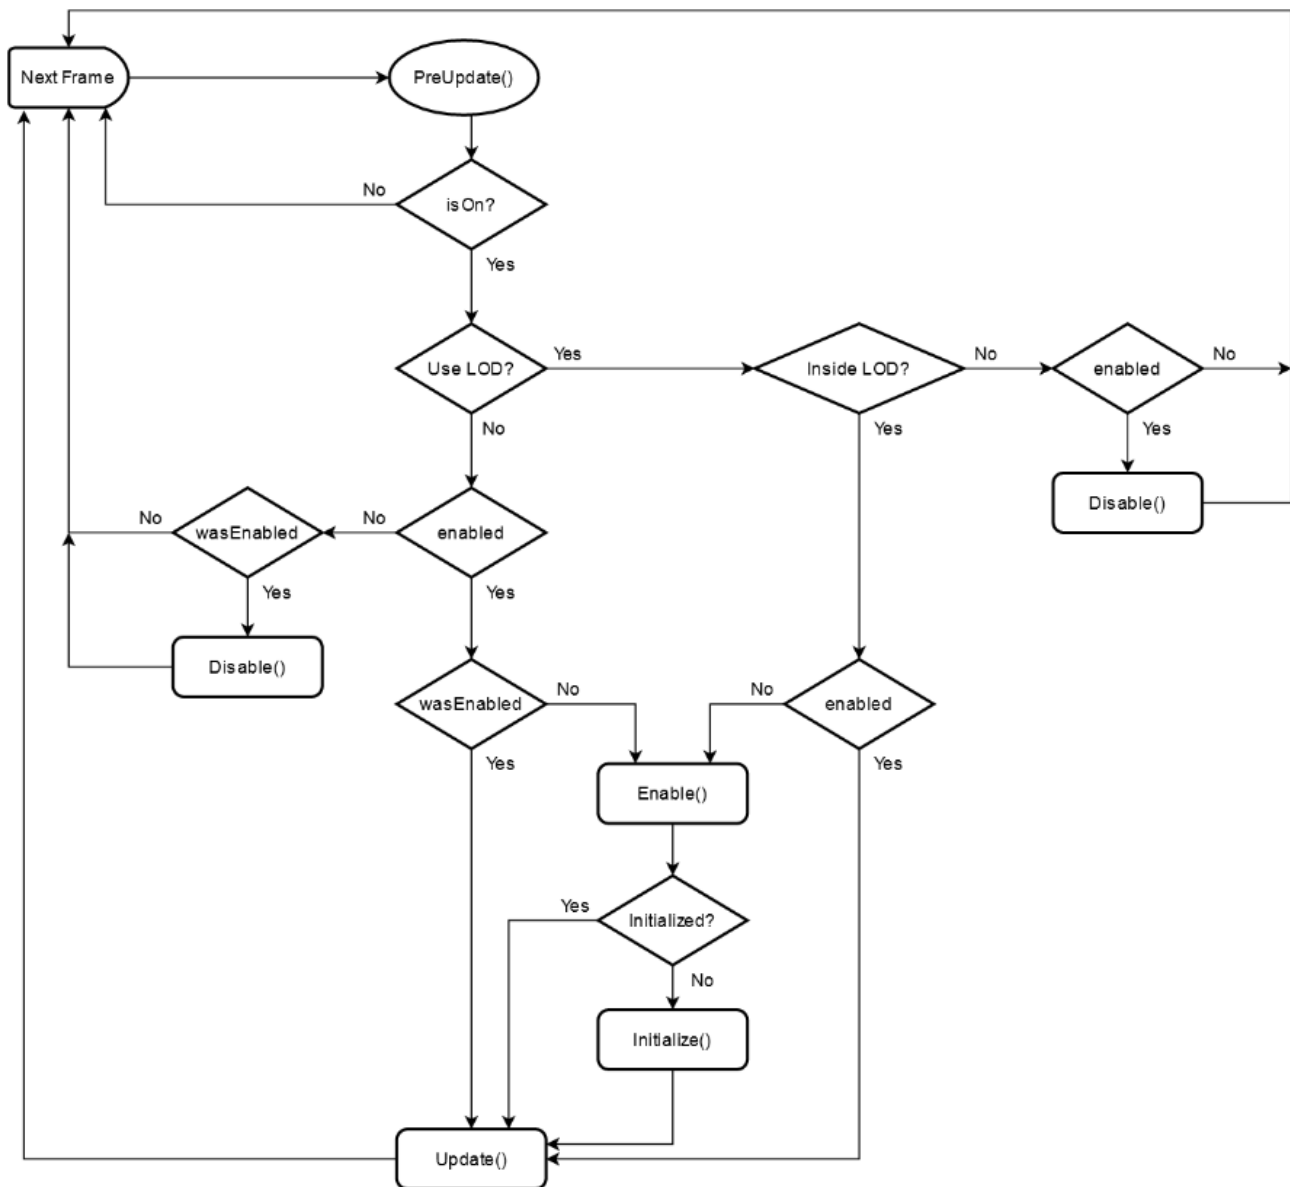 Next Frame
PreUpdate()
No
isOn?
Yes
Use LOD?
Yes
Inside LOD?
No
enabled
No
No
Yes
Yes
Disable()
wasEnabled
No
No
enabled
Yes
Yes
Disable()
wasEnabled
No
No
enabled
Yes
Yes
Enable()
Yes
Initialized?
No
Initialize()
Update()